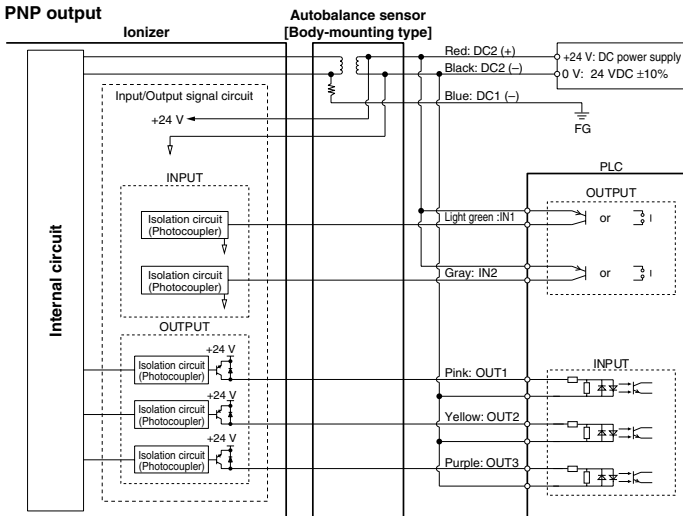 PNP output
Ionizer
Autobalance sensor
[Body-mounting type]
Red: DC2 (+)
+24 V: DC power supply
Black: DC2 (–)
0 V: 24 VDC ±10%
Input/Output signal circuit
Blue: DC1 (–)
+24 V
FG
PLC
INPUT
OUTPUT
Isolation circuit
(Photocoupler)
Light green :IN1
or
Isolation circuit
(Photocoupler)
Gray: IN2
or
Internal circuit
OUTPUT
+24 V
INPUT
Isolation circuit
(Photocoupler)
Pink: OUT1
+24 V
Isolation circuit
(Photocoupler)
Yellow: OUT2
+24 V
Isolation circuit
(Photocoupler)
Purple: OUT3